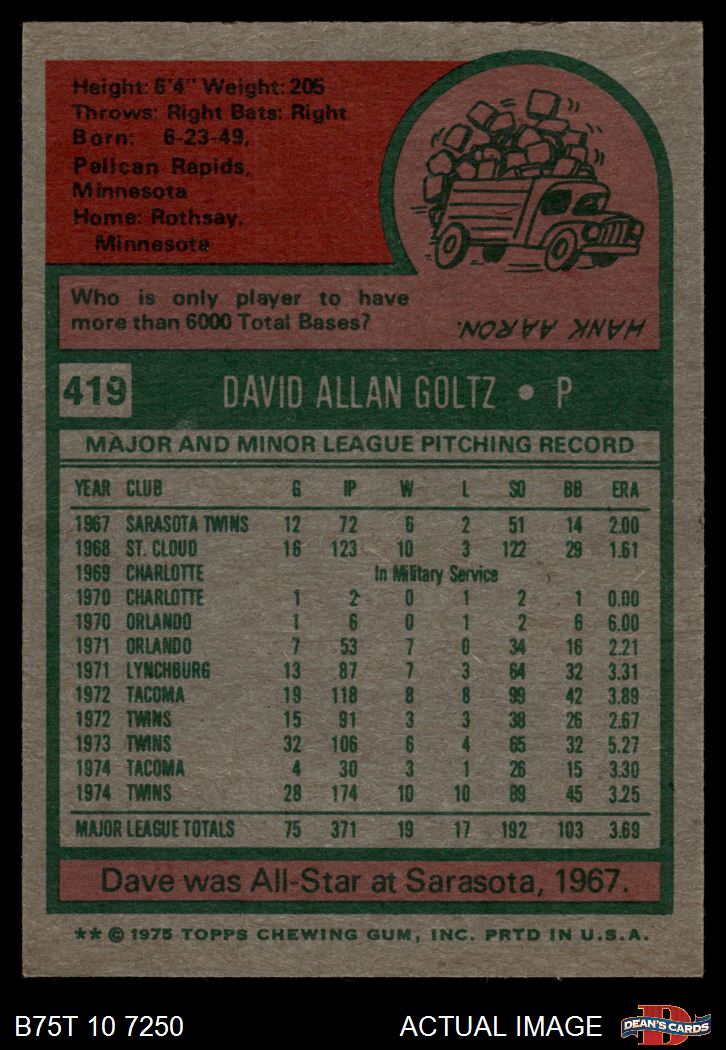 Height: 6'4" Weight: 205
Throws: Right Bats: Right
Born: 6-23-49,
Pelican Rapids,
Minnesota
Home: Rothsay,
Minnesota
Who is only player to have
more than 6000 Total Bases?
HANK AARON.
419 DAVID ALLAN GOLTZ • P
MAJOR AND MINOR LEAGUE PITCHING RECORD
YEAR CLUB G IP W L SO BB ERA
1967 SARASOTA TWINS 12 72 6 2 51 14 2.00
1968 ST. CLOUD 16 123 10 3 122 29 1.61
1969 CHARLOTTE In Military Service
1970 CHARLOTTE 1 2 0 1 2 1 0.00
1970 ORLANDO 1 6 0 1 2 6 6.00
1971 ORLANDO 7 53 7 0 34 16 2.21
1971 LYNCHBURG 13 87 7 3 64 32 3.31
1972 TACOMA 19 118 8 8 99 42 3.89
1972 TWINS 15 91 3 3 38 26 2.67
1973 TWINS 32 106 6 4 65 32 5.27
1974 TACOMA 4 30 3 1 26 15 3.30
1974 TWINS 28 174 10 10 89 45 3.25
MAJOR LEAGUE TOTALS 75 371 19 17 192 103 3.69
Dave was All-Star at Sarasota, 1967.
** © 1975 TOPPS CHEWING GUM, INC. PRTD IN U.S.A.
B75T 10 7250 ACTUAL IMAGE D DEAN'S CARDS